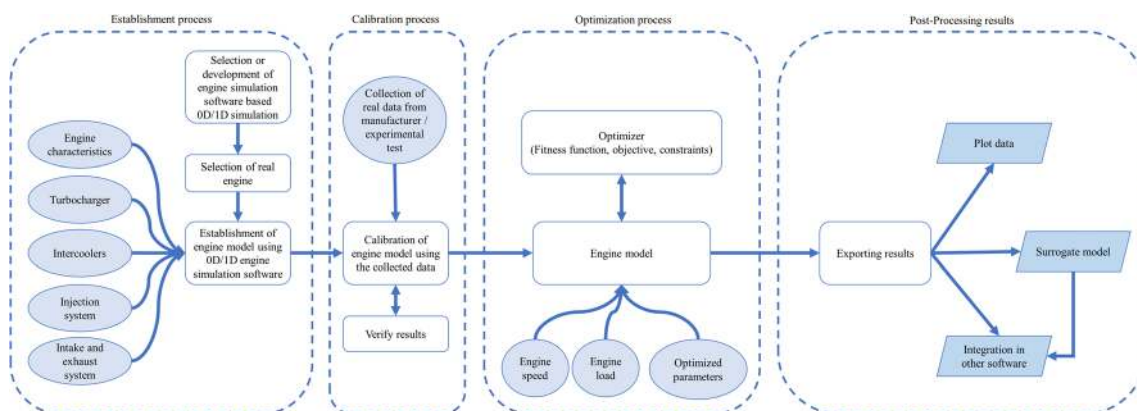 Establishment process
Calibration process
Optimization process
Post-Processing results
Selection or
development of
engine simulation
software based
0D/1D simulation
Selection of real
engine
Establishment of
engine model using
0D/1D engine
simulation software
Engine
characteristics
Turbocharger
Intercoolers
Injection
system
Intake and
exhaust system
Collection of
real data from
manufacturer /
experimental
test
Calibration of
engine model using
the collected data
Verify results
Optimizer
(Fitness function, objective, constraints)
Engine model
Engine
speed
Engine
load
Optimized
parameters
Exporting results
Plot data
Surrogate model
Integration in
other software